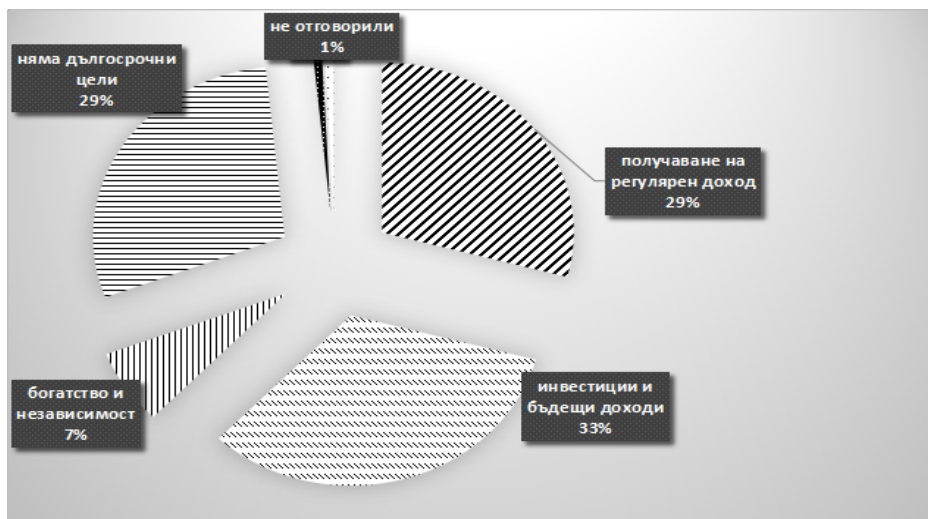 не отговорили
1%
няма дългосрочни
цели
29%
получаване на
регулярен доход
29%
инвестиции и
бъдещи доходи
33%
богатство и
независимост
7%